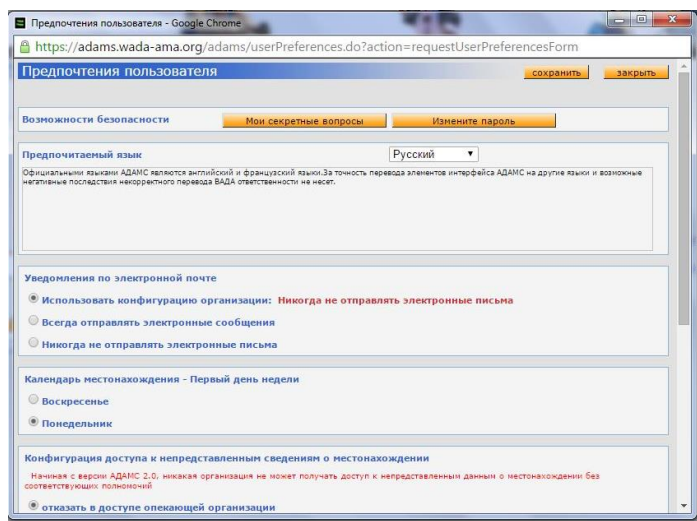 Предпочтения пользователя - Google Chrome
https://adams.wada-ama.org/adams/userPreferences.do?action=requestUserPreferencesForm
Предпочтения пользователя сохранить закрыть
Возможности безопасности Мои секретные вопросы Измените пароль
Предпочитаемый язык Русский
Официальными языками АДАМС являются английский и французский языки.За точность перевода элементов интерфейса АДАМС на другие языки и возможные
негативные последствия некорректного перевода ВАДА ответственности не несет.
Уведомления по электронной почте
Использовать конфигурацию организации: Никогда не отправлять электронные письма
Всегда отправлять электронные сообщения
Никогда не отправлять электронные письма
Календарь местонахождения - Первый день недели
Воскресенье
Понедельник
Конфигурация доступа к непредставленным сведениям о местонахождении
Начиная с версии АДАМС 2.0, никакая организация не может получать доступ к непредставленным данным о местонахождении без
соответствующих полномочий
отказать в доступе опекающей организации